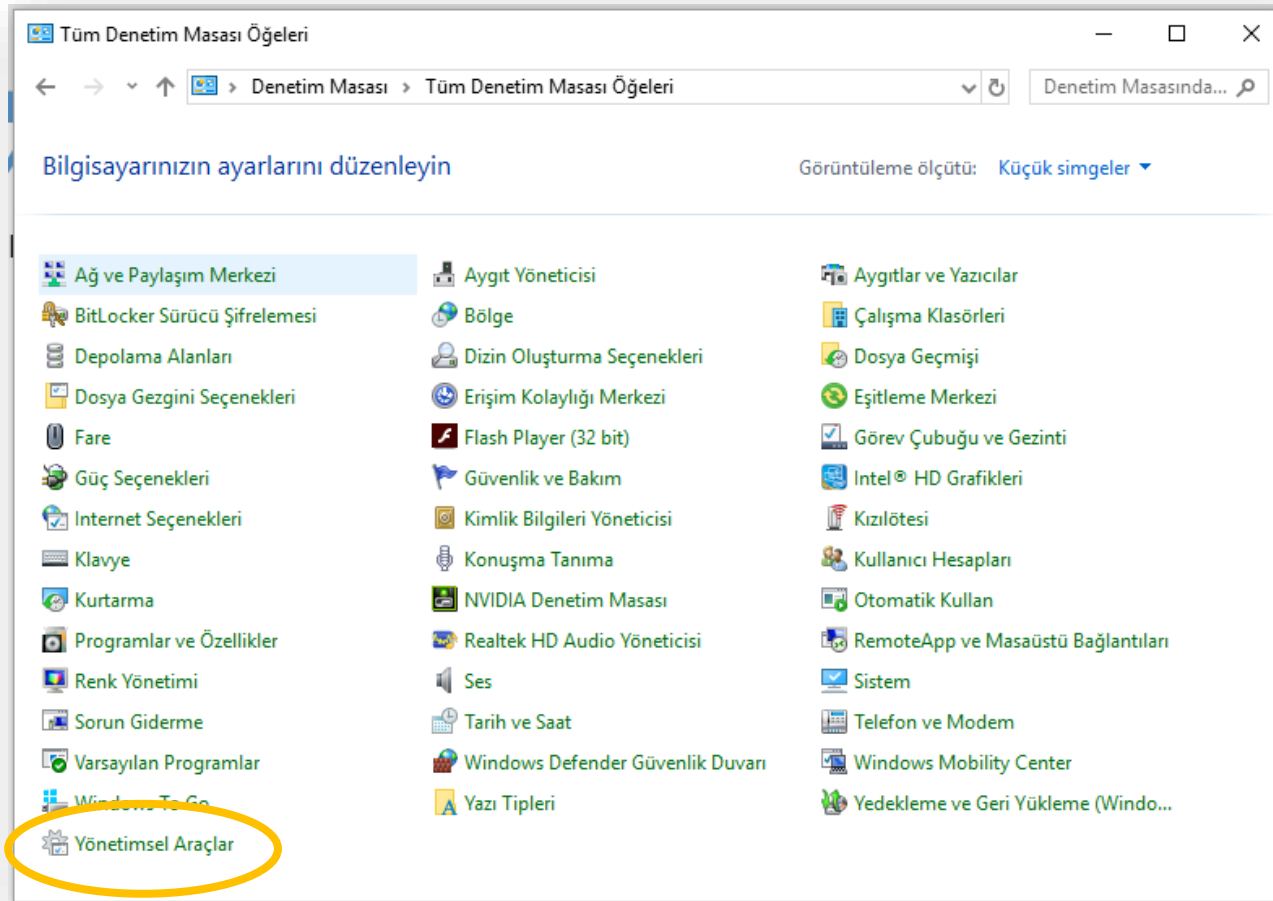 Tüm Denetim Masası Öğeleri
Denetim Masası > Tüm Denetim Masası Öğeleri
Denetim Masasında...
Bilgisayarınızın ayarlarını düzenleyin
Görüntüleme ölçütü: Küçük simgeler
Ağ ve Paylaşım Merkezi
Aygıt Yöneticisi
Aygıtlar ve Yazıcılar
BitLocker Sürücü Şifrelemesi
Bölge
Çalışma Klasörleri
Depolama Alanları
Dizin Oluşturma Seçenekleri
Dosya Geçmişi
Dosya Gezgini Seçenekleri
Erişim Kolaylığı Merkezi
Eşitleme Merkezi
Fare
Flash Player (32 bit)
Görev Çubuğu ve Gezinti
Güç Seçenekleri
Güvenlik ve Bakım
Intel® HD Grafikleri
Internet Seçenekleri
Kimlik Bilgileri Yöneticisi
Kızılötesi
Klavye
Konuşma Tanıma
Kullanıcı Hesapları
Kurtarma
NVIDIA Denetim Masası
Otomatik Kullan
Programlar ve Özellikler
Realtek HD Audio Yöneticisi
RemoteApp ve Masaüstü Bağlantıları
Renk Yönetimi
Ses
Sistem
Sorun Giderme
Tarih ve Saat
Telefon ve Modem
Varsayılan Programlar
Windows Defender Güvenlik Duvarı
Windows Mobility Center
Windows To Go
Yazı Tipleri
Yedekleme ve Geri Yükleme (Windo...
Yönetimsel Araçlar